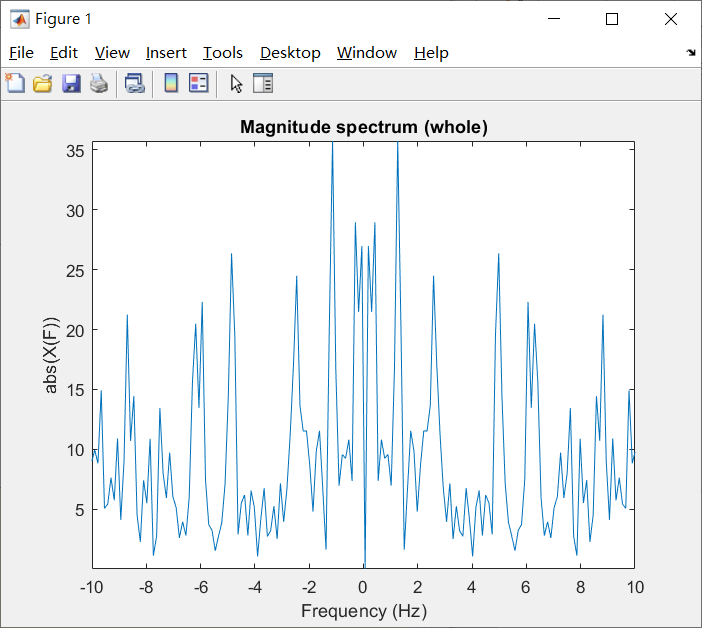 Figure 1
File Edit View Insert Tools Desktop Window Help
Magnitude spectrum (whole)
35
30
25
20
15
10
5
abs(X(F))
-10 -8 -6 -4 -2 0 2 4 6 8 10
Frequency (Hz)